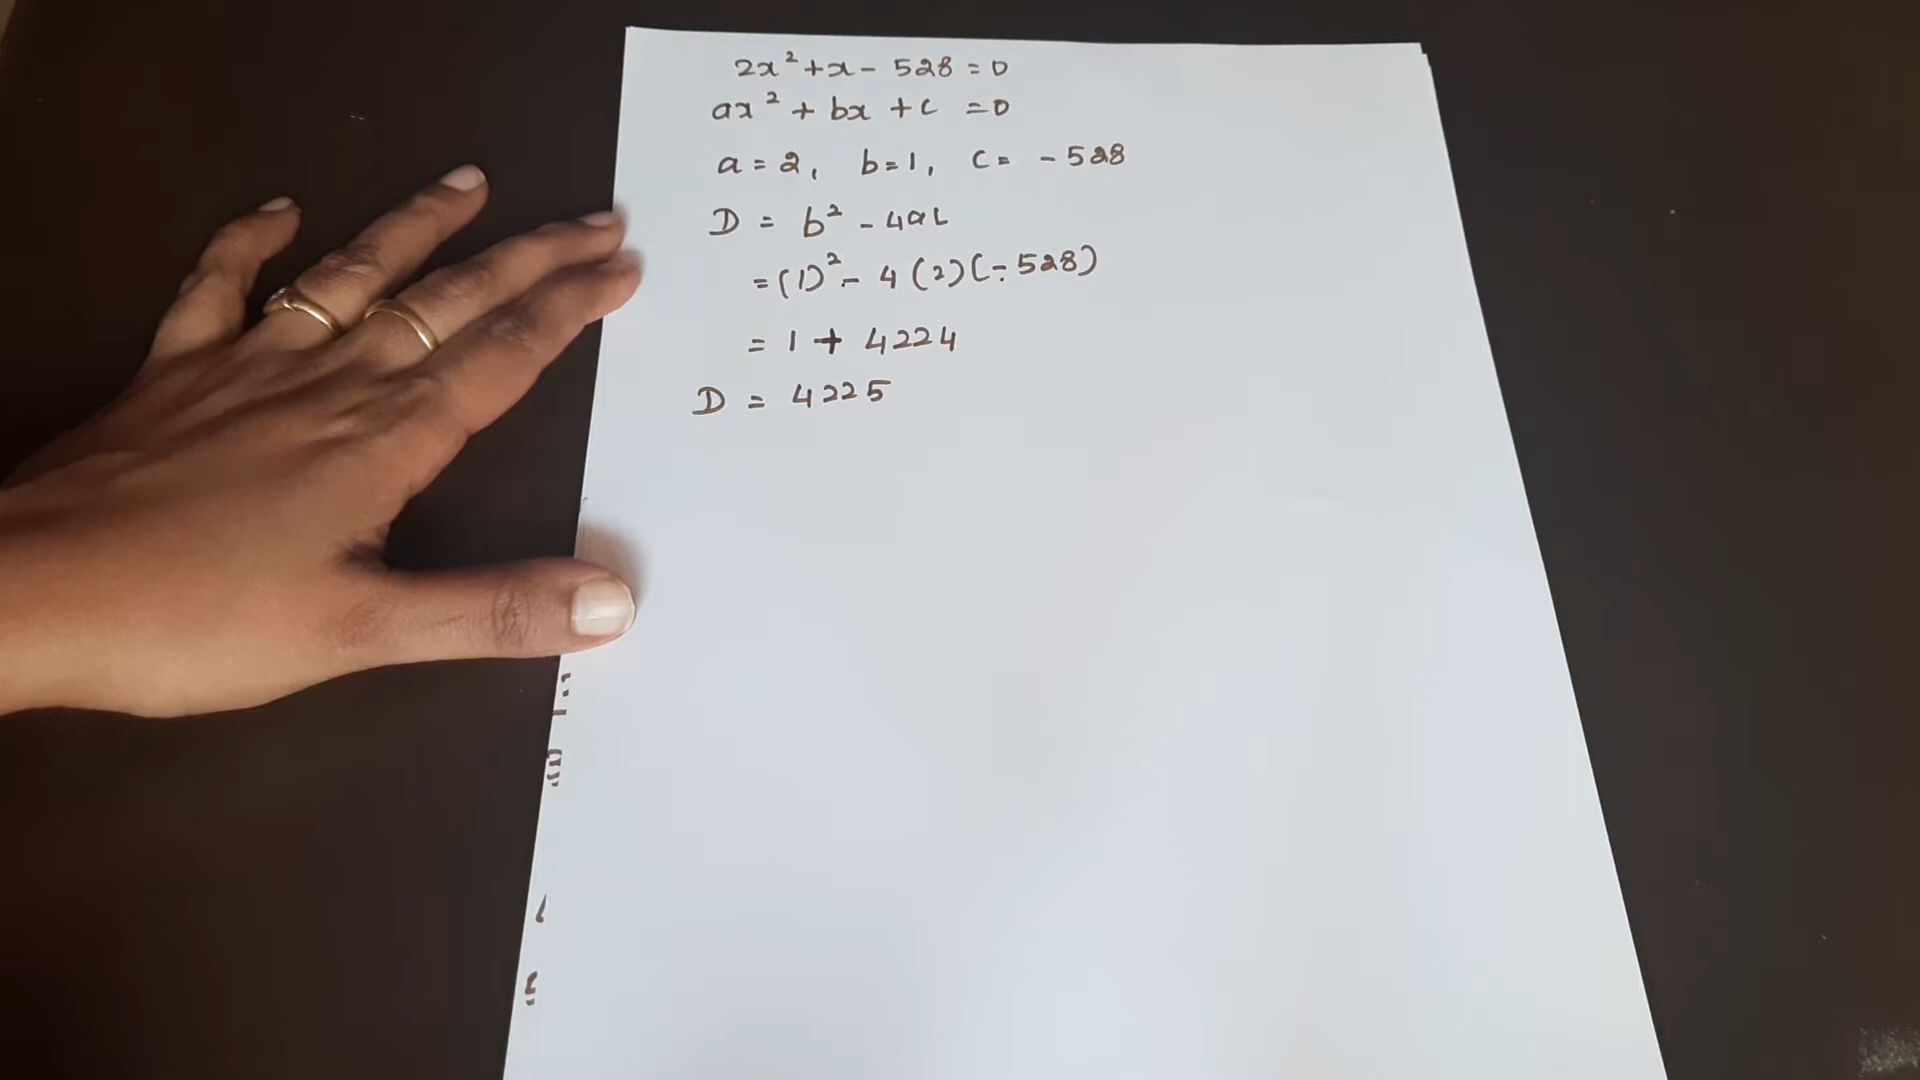 2x² + x - 528 = 0
ax² + bx + c = 0
a = 2, b = 1, c = - 528
D = b² - 4ac
= (1)² - 4 (2) (- 528)
= 1 + 4224
D = 4225